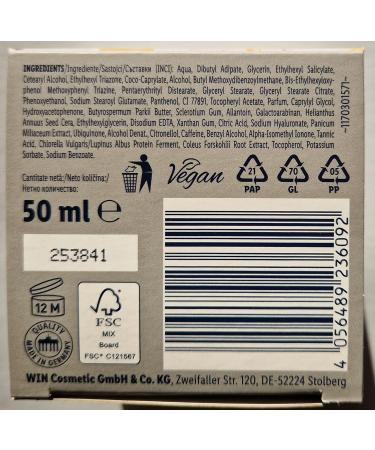 INGREDIENTS/Ingrediente/Sastojci/Съставки (INCI): Aqua, Dibutyl Adipate, Glycerin, Ethylhexyl Salicylate,
Cetearyl Alcohol, Ethylhexyl Triazone, Coco-Caprylate, Alcohol, Butyl Methoxydibenzoylmethane, Bis-Ethylhexyloxy-
phenol Methoxyphenyl Triazine, Pentaerythrityl Distearate, Glyceryl Stearate, Glyceryl Stearate Citrate,
Phenoxyethanol, Sodium Stearoyl Glutamate, Panthenol, CI 77891, Tocopheryl Acetate, Parfum, Caprylyl Glycol,
Hydroxyacetophenone, Butyrospermum Parkii Butter, Sclerotium Gum, Allantoin, Galactoarabinan, Helianthus
Annuus Seed Cera, Ethylhexylglycerin, Disodium EDTA, Xanthan Gum, Citric Acid, Sodium Hyaluronate, Panicum
Miliaceum Extract, Ubiquinone, Alcohol Denat., Citronellol, Caffeine, Benzyl Alcohol, Alpha-Isomethyl Ionone, Tannic
Acid, Chlorella Vulgaris/Lupinus Albus Protein Ferment, Coleus Forskohlii Root Extract, Tocopherol, Potassium
Sorbate, Sodium Benzoate.
-1170301571-
Cantitate netă:/Neto količina:/
Нетно количество:
50 ml ℮
Vegan
21
PAP
70
GL
05
PP
253841
12 M
FSC
MIX
Board
FSC® C121567
QUALITY
MADE IN GERMANY
4 056489 236092
WIN Cosmetic GmbH & Co. KG, Zweifaller Str. 120, DE-52224 Stolberg